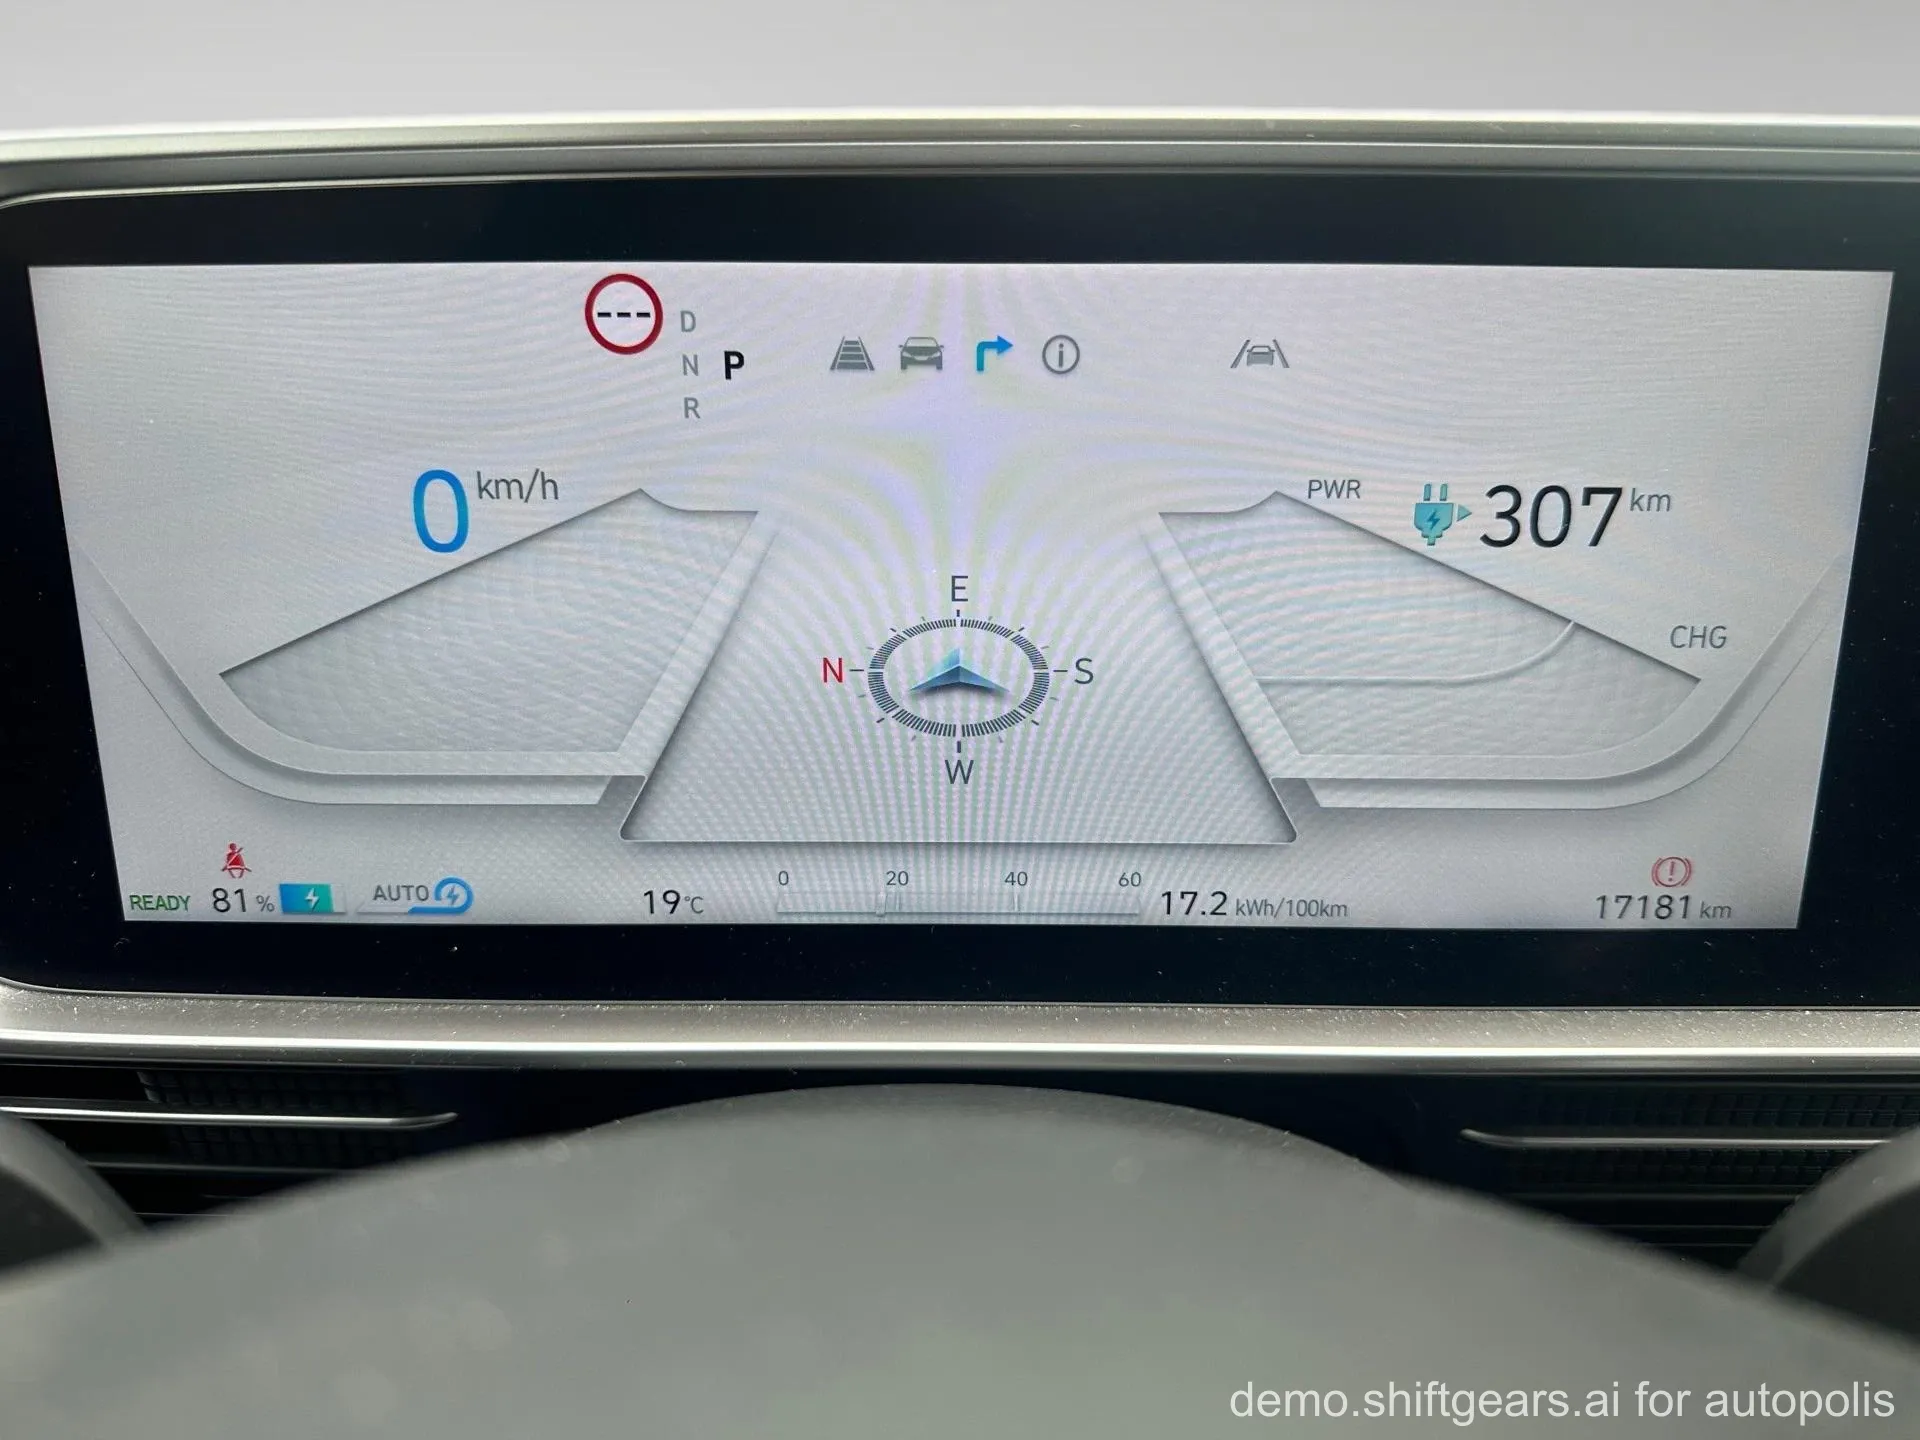 ---
D
N P
R
0 km/h
PWR
307 km
CHG
E
N
S
W
READY 81 % AUTO
19°C
0 20 40 60
17.2 kWh/100km
17181 km
demo.shiftgears.ai for autopolis